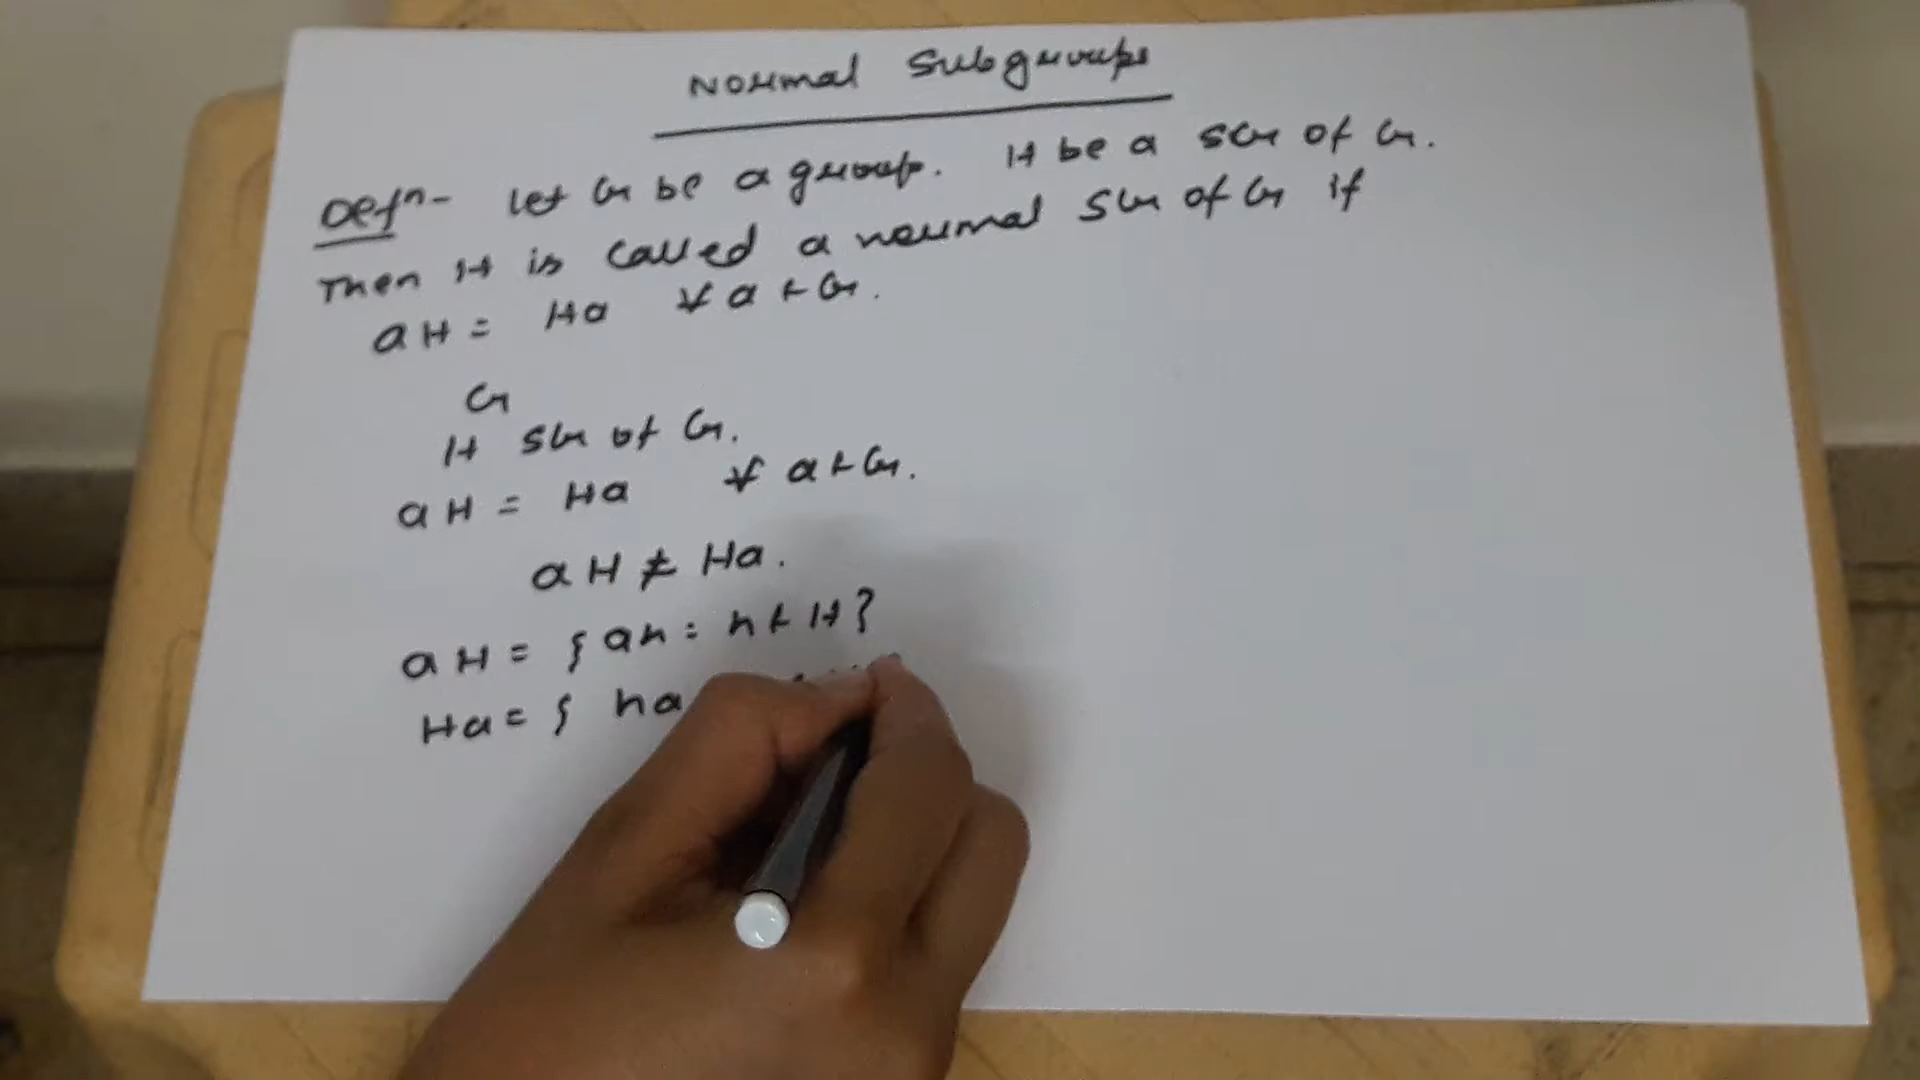 Normal Subgroups
Defn- Let G be a group. H be a SG of G.
Then H is called a normal SG of G if
aH = Ha ∀ a ∈ G.
G
H SG of G.
aH = Ha ∀ a ∈ G.
aH ≠ Ha.
aH = { ah : h ∈ H }
Ha = { ha